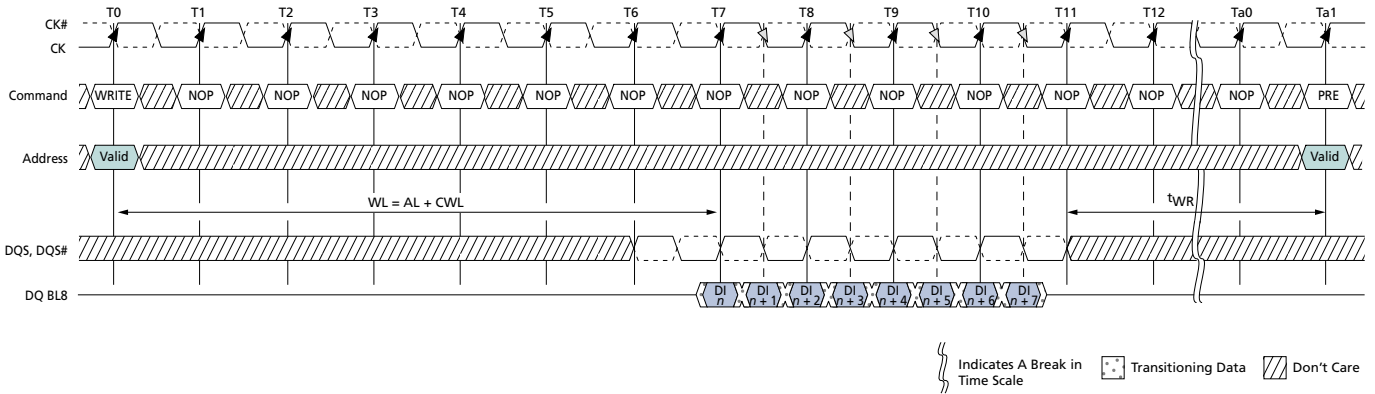 T0 T1 T2 T3 T4 T5 T6 T7 T8 T9 T10 T11 T12 Ta0 Ta1
CK#
CK
Command WRITE NOP NOP NOP NOP NOP NOP NOP NOP NOP NOP NOP NOP NOP PRE
Address Valid Valid
WL = AL + CWL tWR
DQS, DQS#
DI DI DI DI DI DI DI DI
DQ BL8 n n + 1 n + 2 n + 3 n + 4 n + 5 n + 6 n + 7
Indicates A Break in Transitioning Data Don't Care
Time Scale